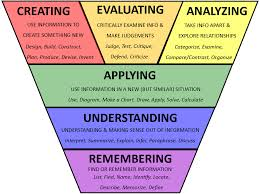 CREATING
USE INFORMATION TO
CREATE SOMETHING NEW
Design, Build, Construct,
Plan, Produce, Devise, Invent
EVALUATING
CRITICALLY EXAMINE INFO &
MAKE JUDGEMENTS
Judge, Test, Critique,
Defend, Criticize
ANALYZING
TAKE INFO APART &
EXPLORE RELATIONSHIPS
Categorize, Examine,
Compare/Contrast, Organize
APPLYING
USE INFORMATION IN A NEW (BUT SIMILAR) SITUATION
Use, Diagram, Make a Chart, Draw, Apply, Solve, Calculate
UNDERSTANDING
UNDERSTANDING & MAKING SENSE OUT OF INFORMATION
Interpret, Summarize, Explain, Infer, Paraphrase, Discuss
REMEMBERING
FIND OR REMEMBER INFORMATION
List, Find, Name, Identify, Locate,
Describe, Memorize, Define